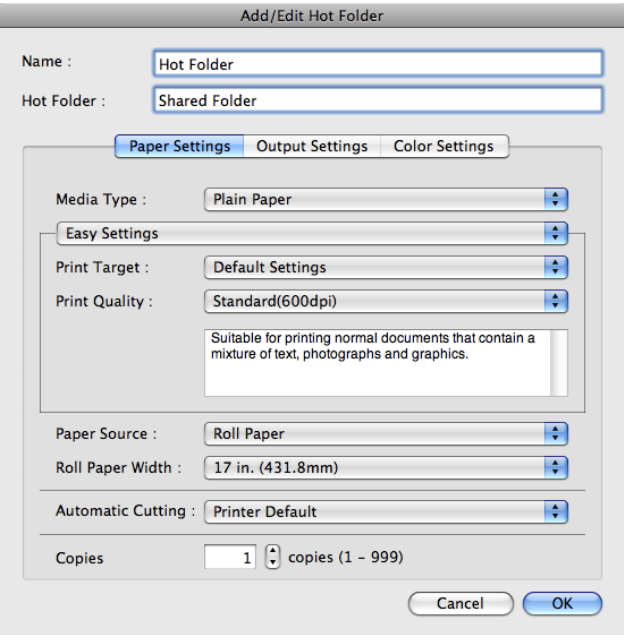 Add/Edit Hot Folder
Name : Hot Folder
Hot Folder : Shared Folder
Paper Settings Output Settings Color Settings
Media Type : Plain Paper
Easy Settings
Print Target : Default Settings
Print Quality : Standard(600dpi)
Suitable for printing normal documents that contain a
mixture of text, photographs and graphics.
Paper Source : Roll Paper
Roll Paper Width : 17 in. (431.8mm)
Automatic Cutting : Printer Default
Copies 1 copies (1 – 999)
Cancel OK